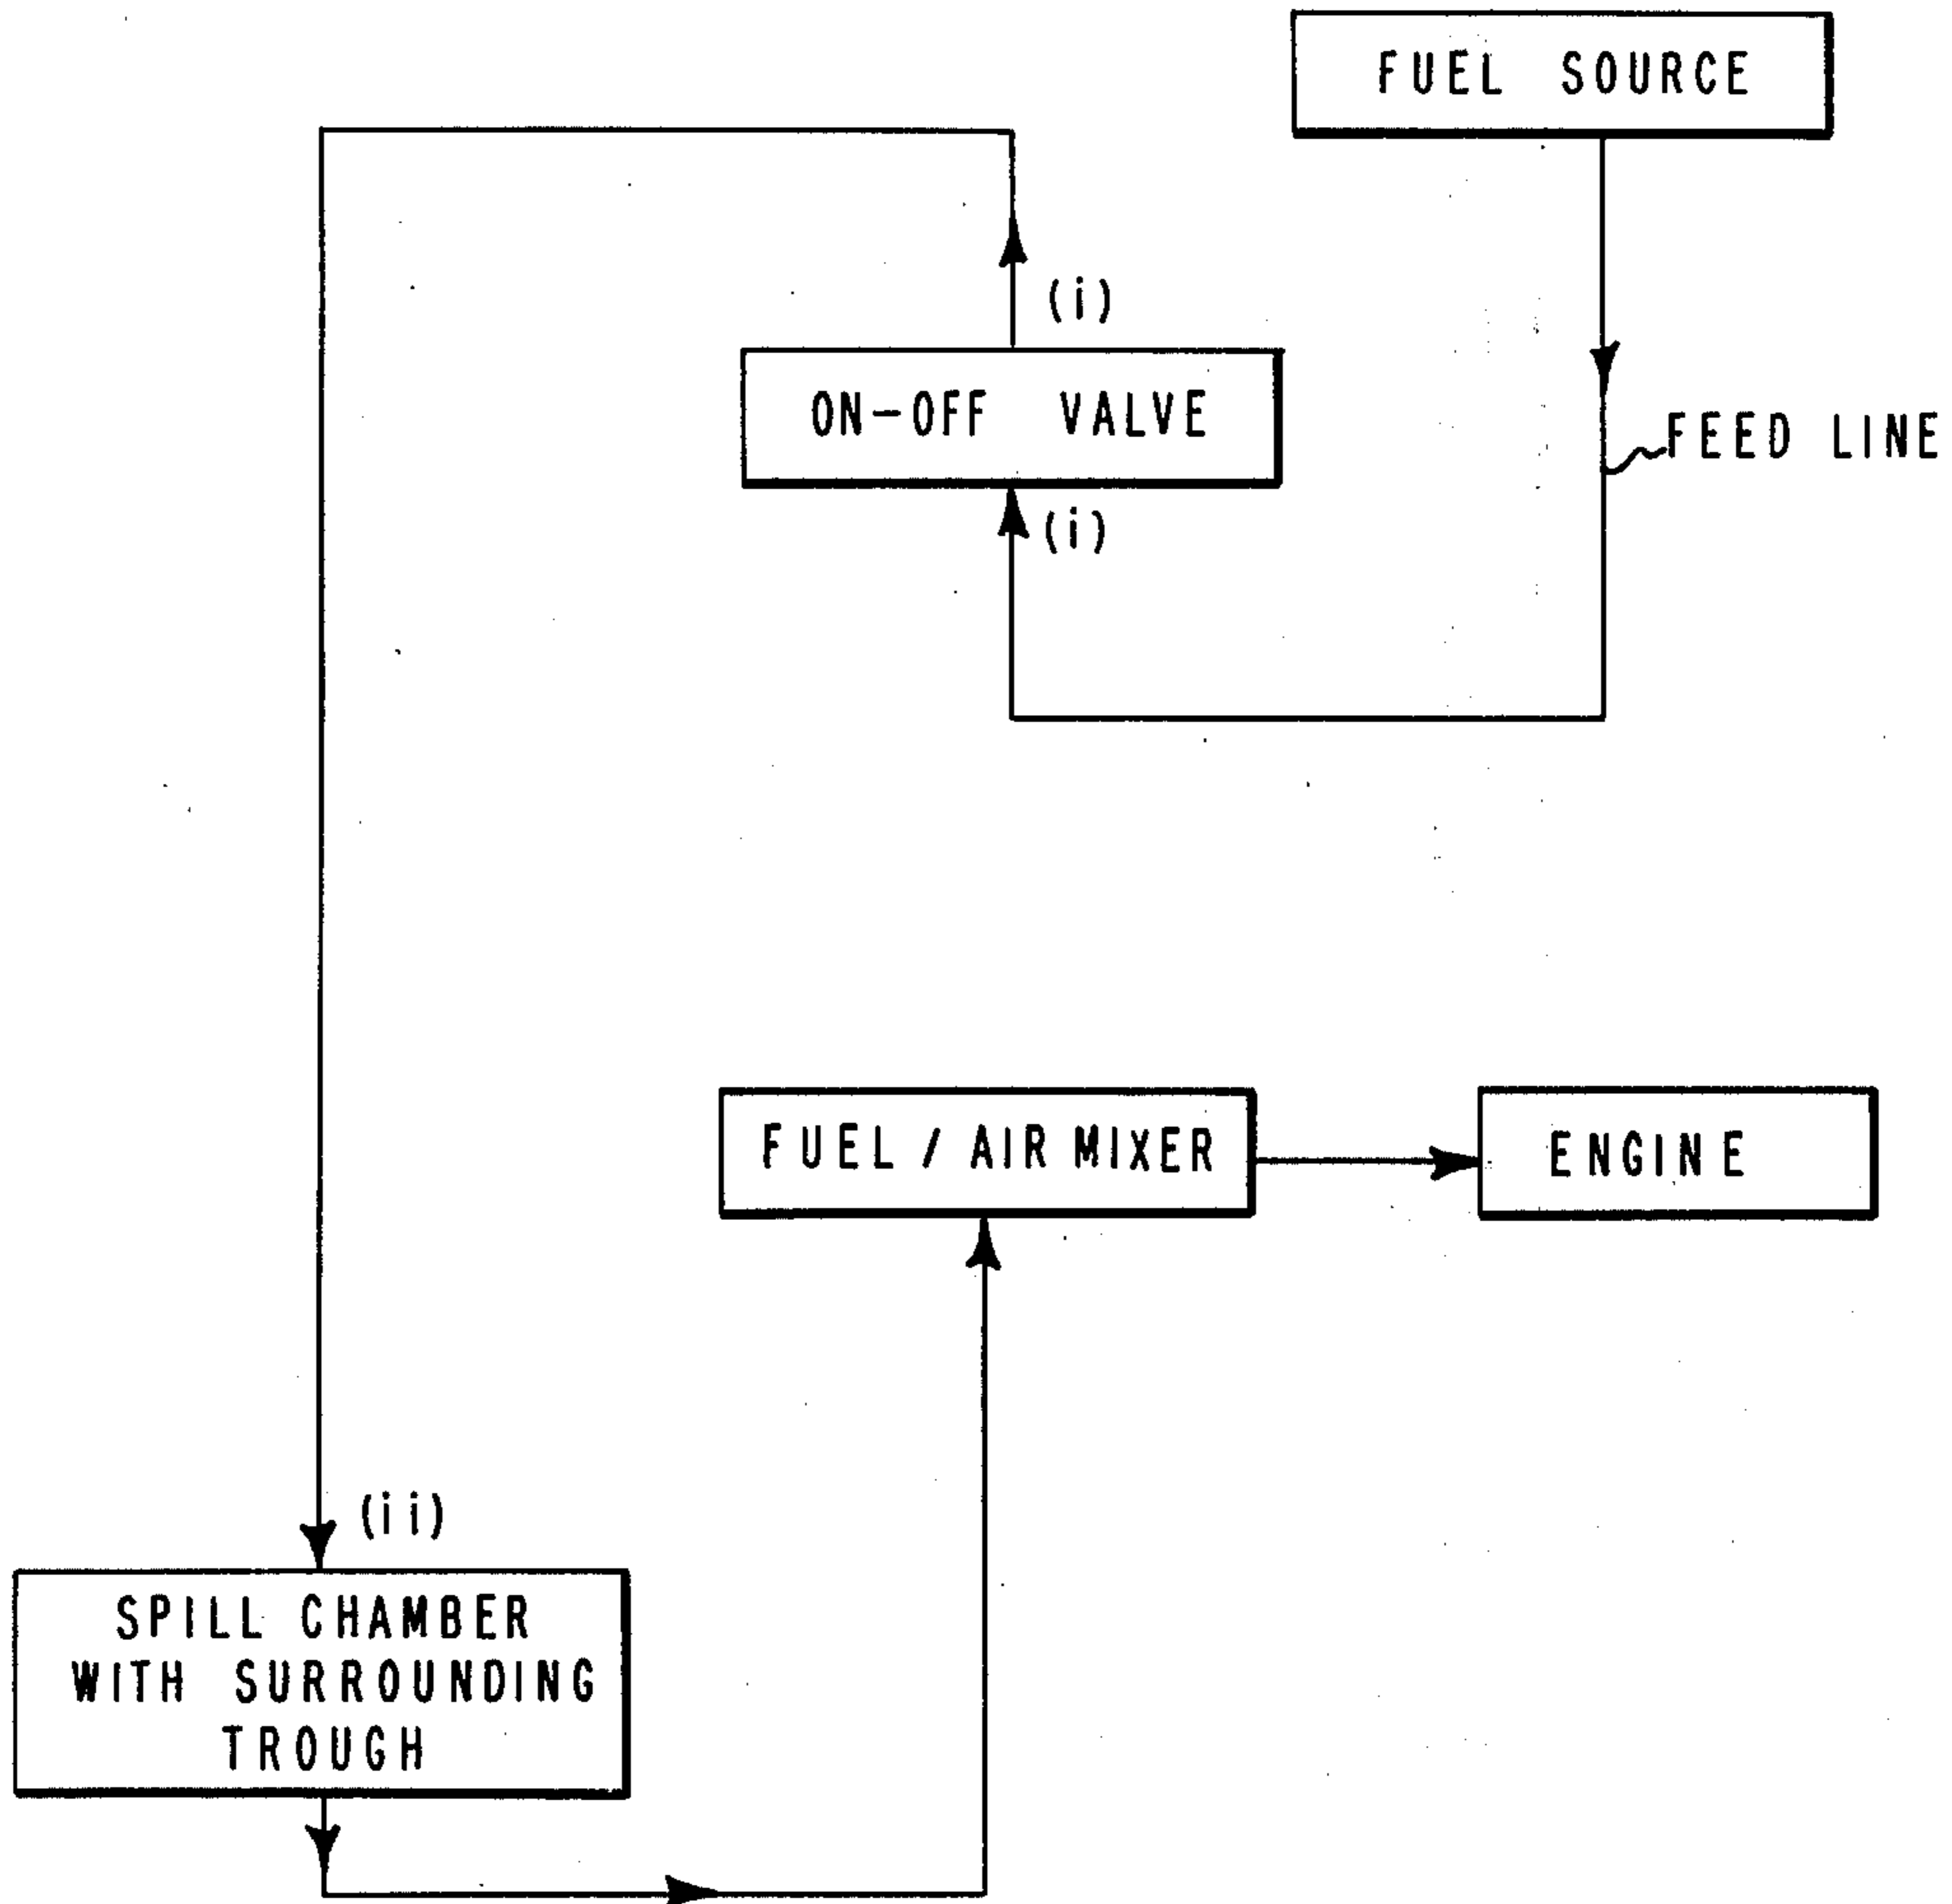 FUEL SOURCE
(i)
ON-OFF VALVE
FEED LINE
(i)
FUEL / AIR MIXER
ENGINE
(ii)
SPILL CHAMBER
WITH SURROUNDING
TROUGH